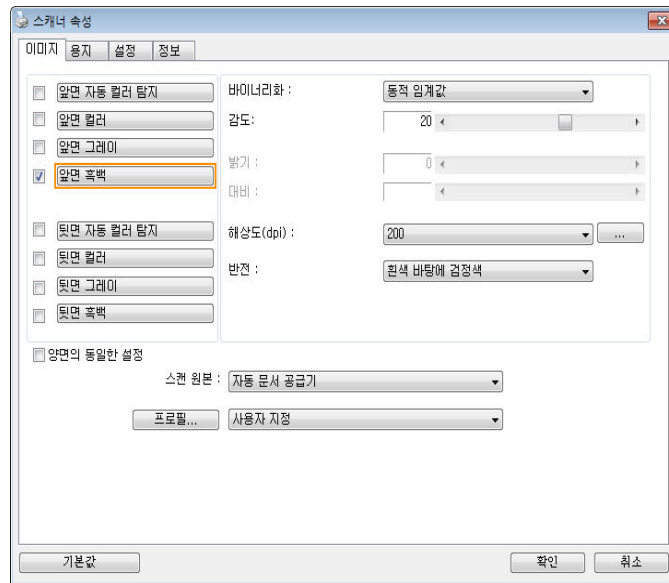 스캐너 속성
이미지 용지 설정 정보
앞면 자동 컬러 탐지
앞면 컬러
앞면 그레이
앞면 흑백
뒷면 자동 컬러 탐지
뒷면 컬러
뒷면 그레이
뒷면 흑백
바이너리화 : 동적 임계값
감도: 20
밝기 : 0
대비 :
해상도(dpi) : 200 ...
반전 : 흰색 바탕에 검정색
양면의 동일한 설정
스캔 원본 : 자동 문서 공급기
프로필... 사용자 지정
기본값 확인 취소